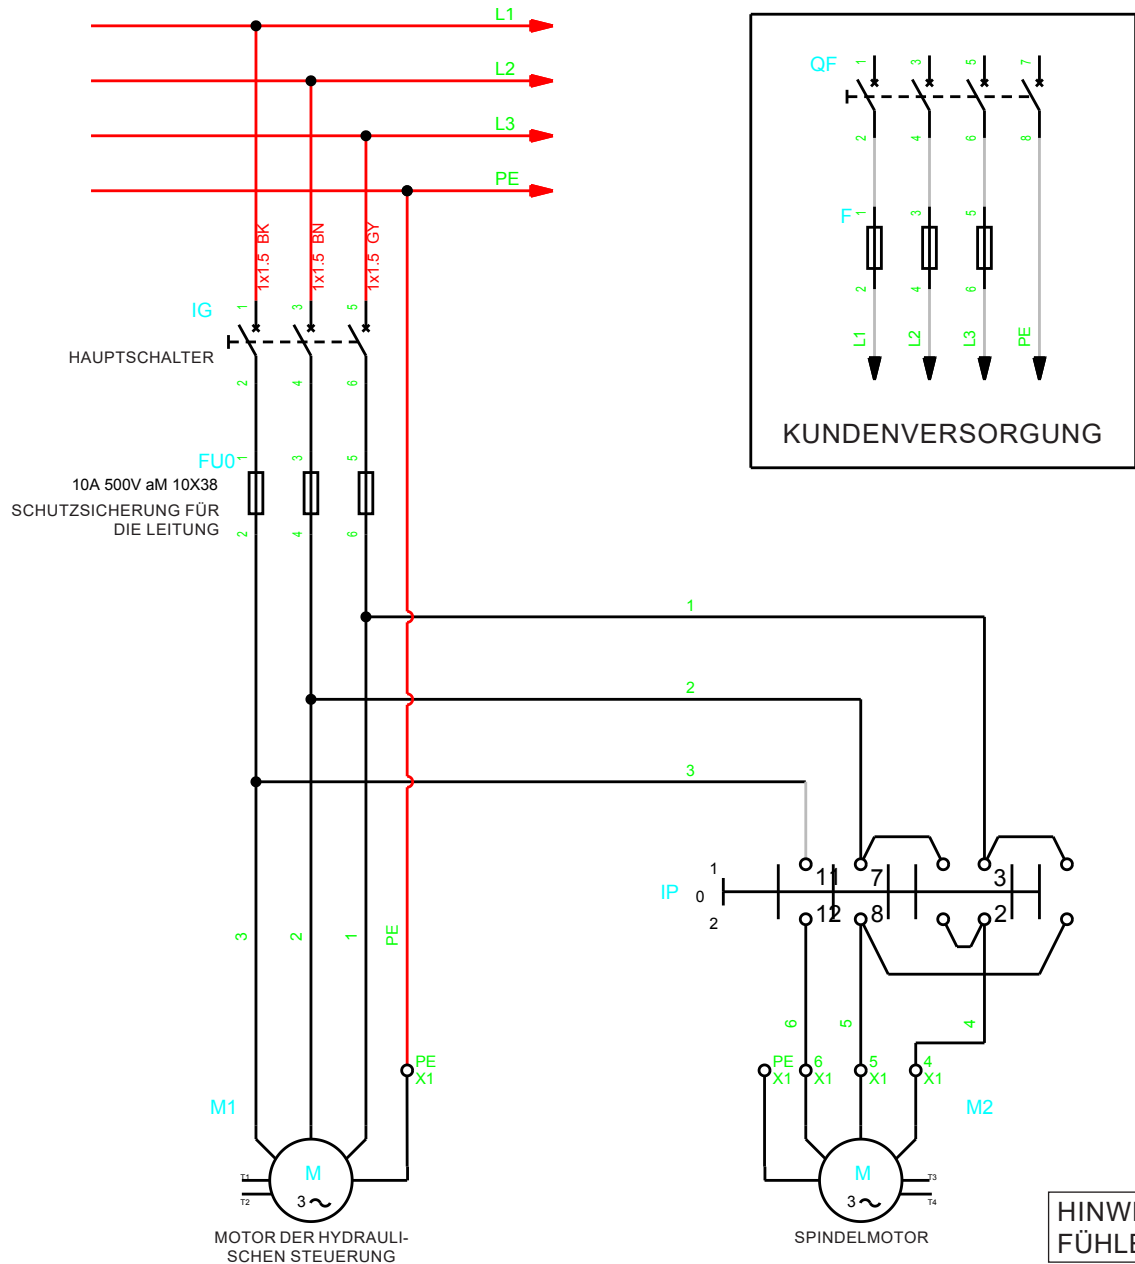 L1
L2
L3
PE
1x1.5 BK
1x1.5 BN
1x1.5 GY
IG
1
3
5
HAUPTSCHALTER
2
4
6
FU0
1
3
5
10A 500V aM 10X38
SCHUTZSICHERUNG FÜR
DIE LEITUNG
2
4
6
QF
1
3
5
7
2
4
6
8
F
1
3
5
2
4
6
L1
L2
L3
PE
KUNDENVERSORGUNG
1
2
3
IP
1
0
2
11
7
3
12
8
2
3
2
1
PE
6
5
4
PE
X1
PE
X1
6
X1
5
X1
4
X1
M1
M2
M
3
T1
T2
M
3
T3
T4
MOTOR DER HYDRAULI-
SCHEN STEUERUNG
SPINDELMOTOR
HINWE
FÜHLE